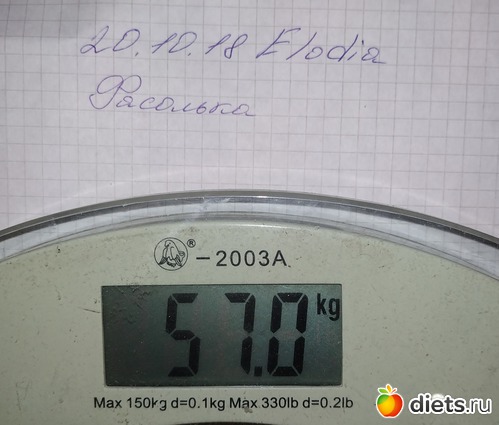 20.10.18 Elodia
Фасолька
® -2003A
57.0 kg
Max 150kg d=0.1kg Max 330lb d=0.2lb
diets.ru